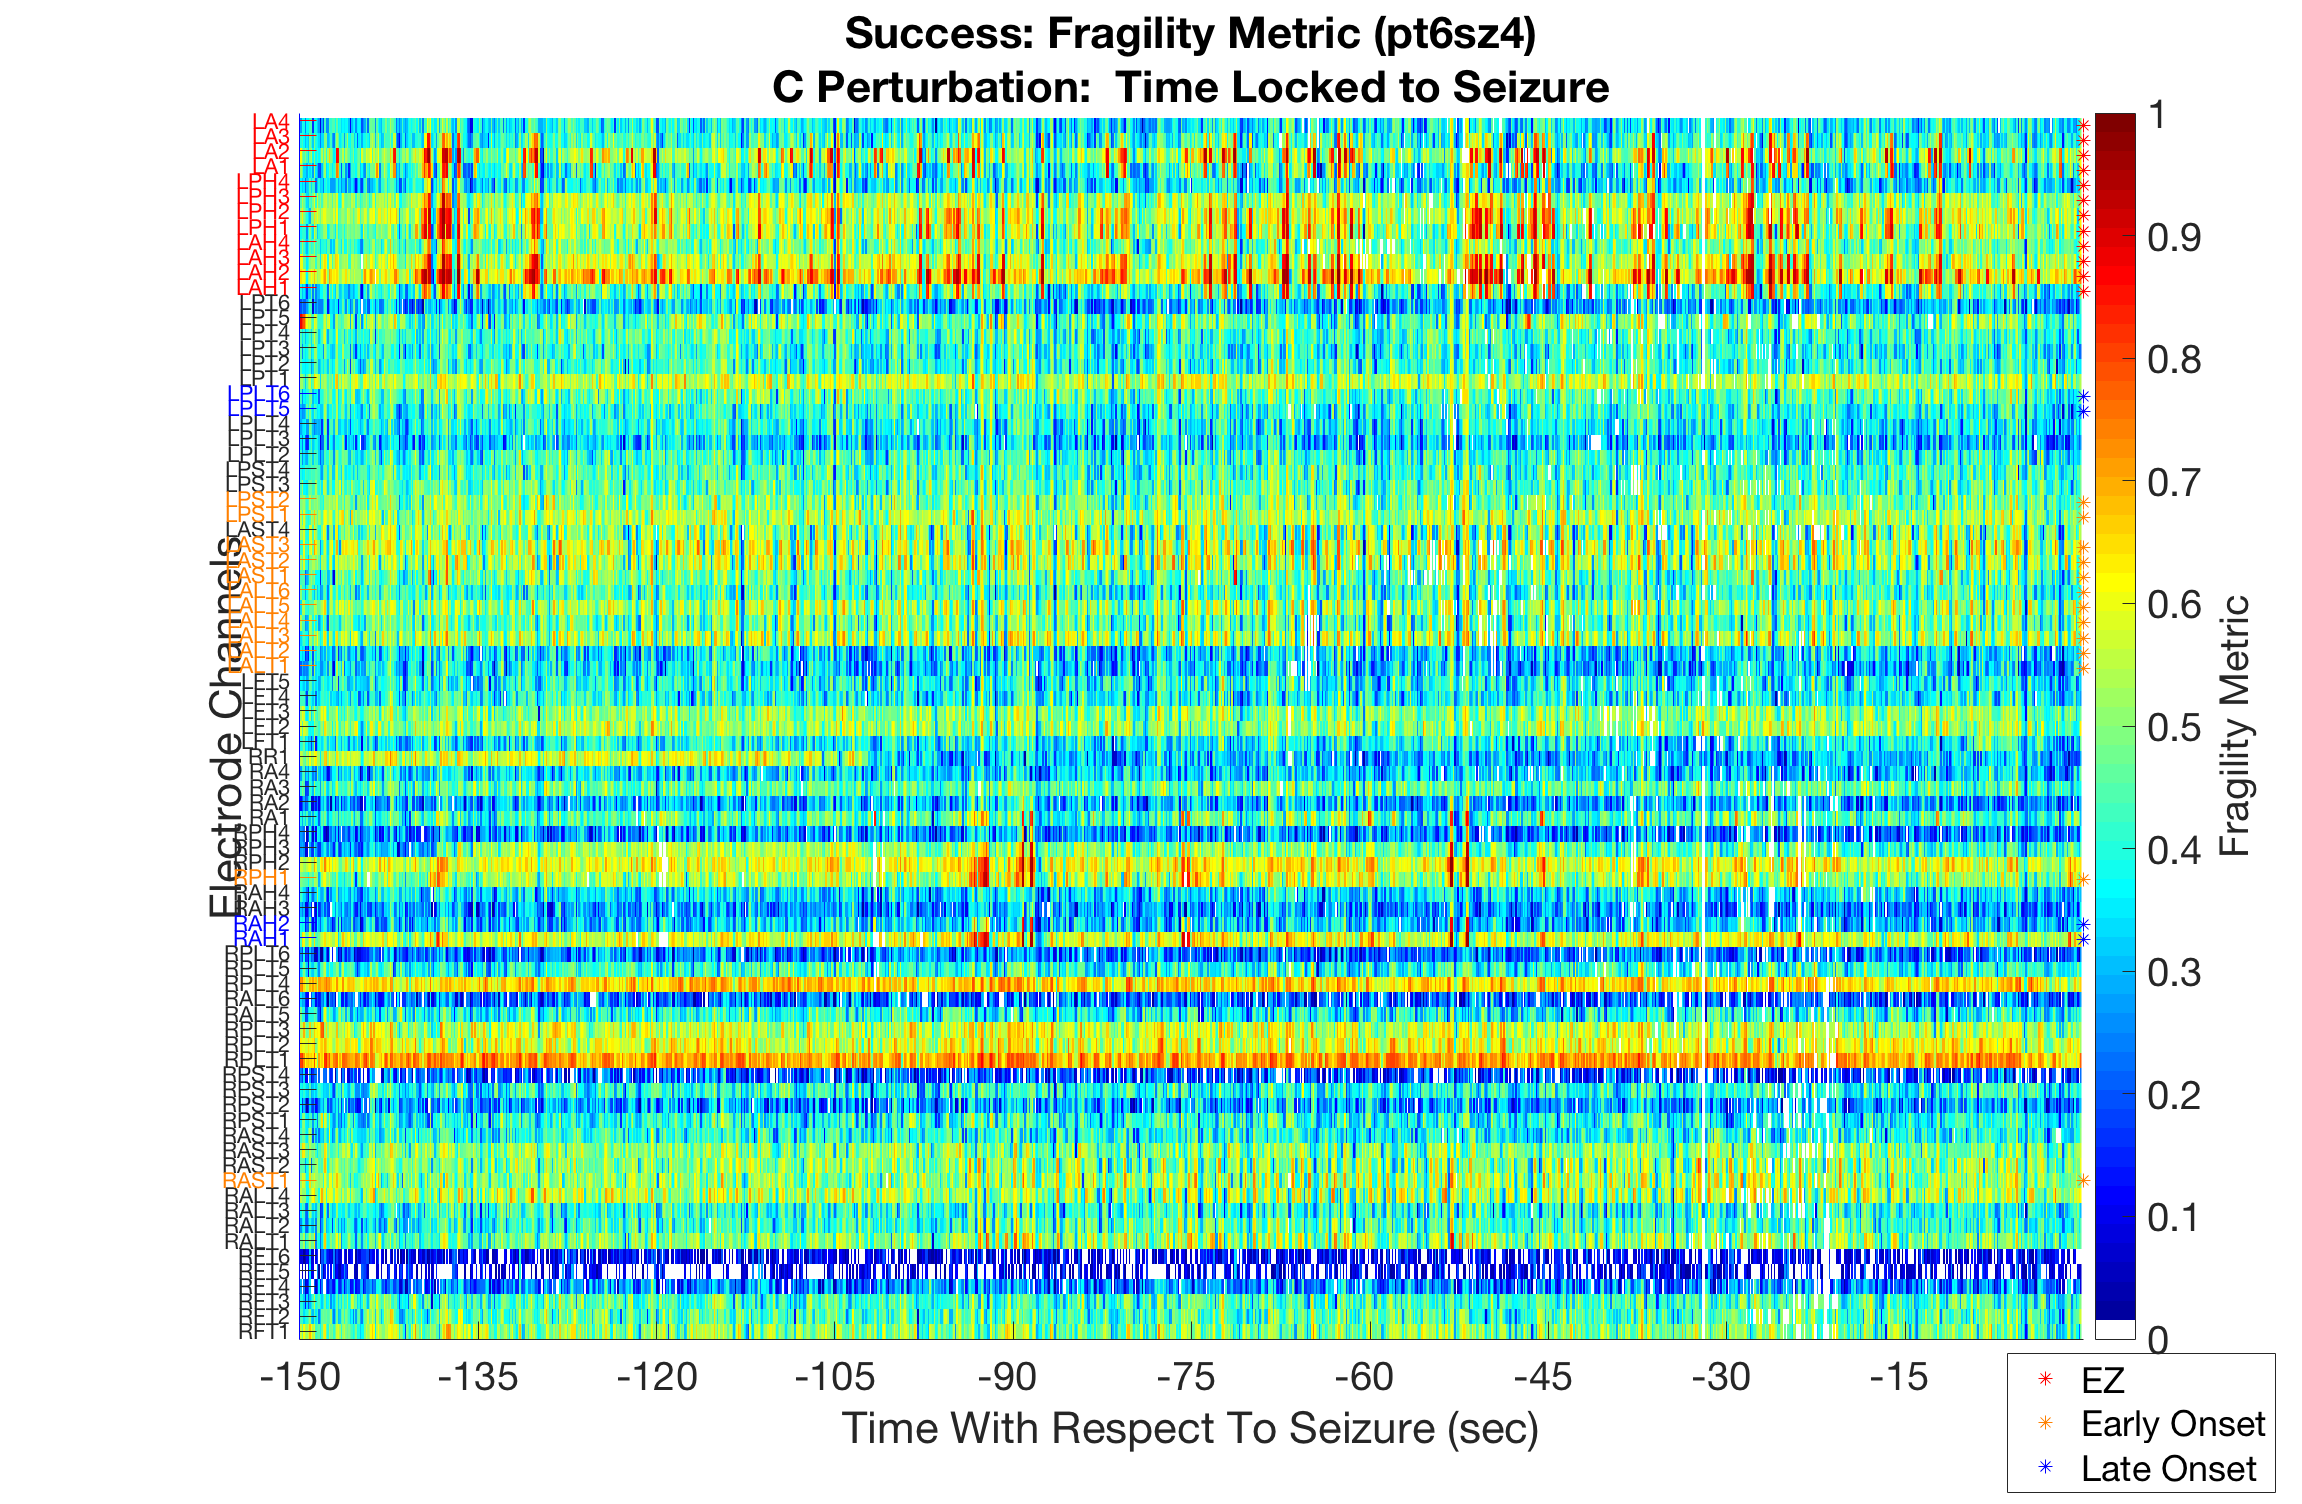 Success: Fragility Metric (pt6sz4)
C Perturbation: Time Locked to Seizure
Electrode Channels
LA4
LA3
LA2
LA1
LPH4
LPH3
LPH2
LPH1
LAH4
LAH3
LAH2
LAH1
LPT6
LPT5
LPT4
LPT3
LPT2
LPT1
LPLT6
LPLT5
LPLT4
LPLT3
LPLT2
LPST4
LPST3
LPST2
LPST1
LAST4
LAST3
LAST2
LAST1
LALT6
LALT5
LALT4
LALT3
LALT2
LALT1
LFT5
LFT4
LFT3
LFT2
LFT1
RR1
RA4
RA3
RA2
RA1
RPH4
RPH3
RPH2
RPH1
RAH4
RAH3
RAH2
RAH1
RPLT6
RPLT5
RPLT4
RALT6
RALT5
RPLT3
RPLT2
RPLT1
RPST4
RPST3
RPST2
RPST1
RAST4
RAST3
RAST2
RAST1
RALT4
RALT3
RALT2
RALT1
RFT6
RFT5
RFT4
RFT3
RFT2
RFT1
-150 -135 -120 -105 -90 -75 -60 -45 -30 -15
Time With Respect To Seizure (sec)
1
0.9
0.8
0.7
0.6
0.5
0.4
0.3
0.2
0.1
0
Fragility Metric
EZ
Early Onset
Late Onset